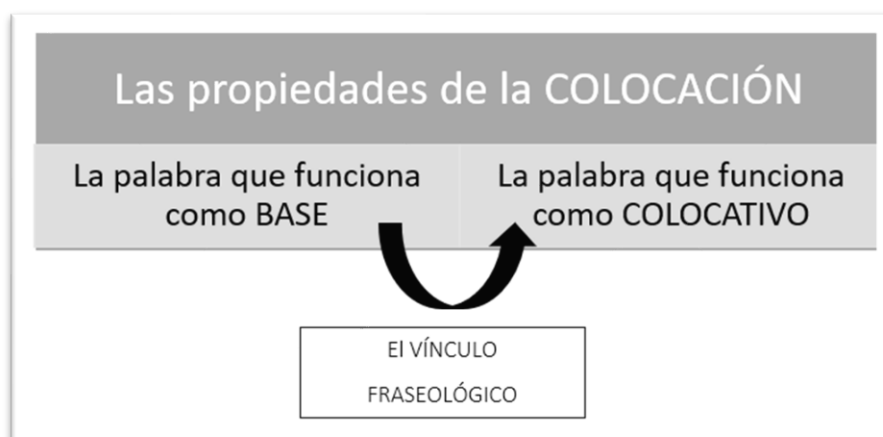 Las propiedades de la COLOCACIÓN
La palabra que funciona
como BASE
La palabra que funciona
como COLOCATIVO
El VÍNCULO
FRASEOLÓGICO